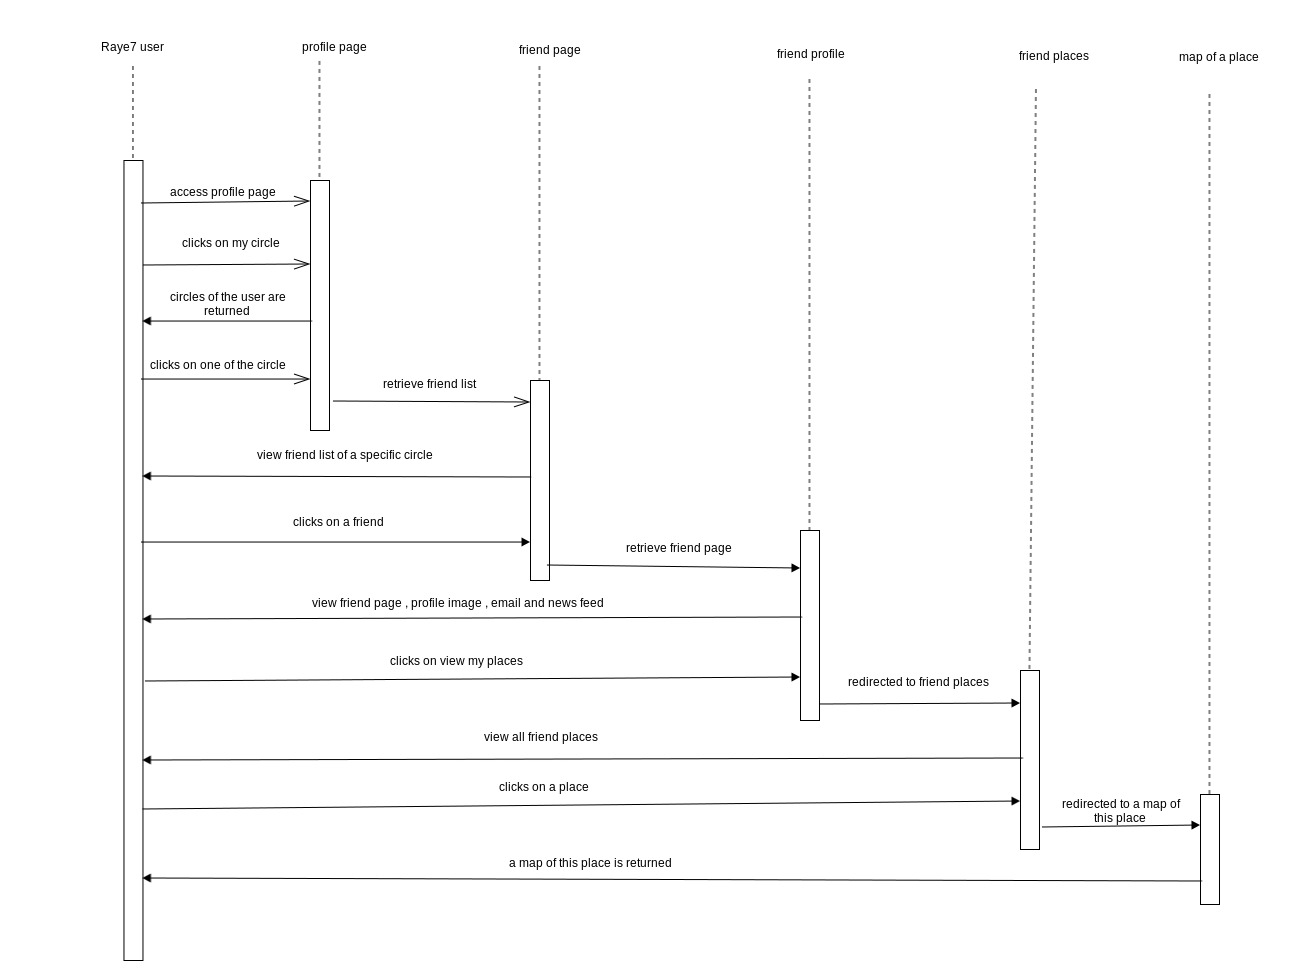 Raye7 user
profile page
friend page
friend profile
friend places
map of a place
access profile page
clicks on my circle
circles of the user are
returned
clicks on one of the circle
retrieve friend list
view friend list of a specific circle
clicks on a friend
retrieve friend page
view friend page , profile image , email and news feed
clicks on view my places
redirected to friend places
view all friend places
clicks on a place
redirected to a map of
this place
a map of this place is returned